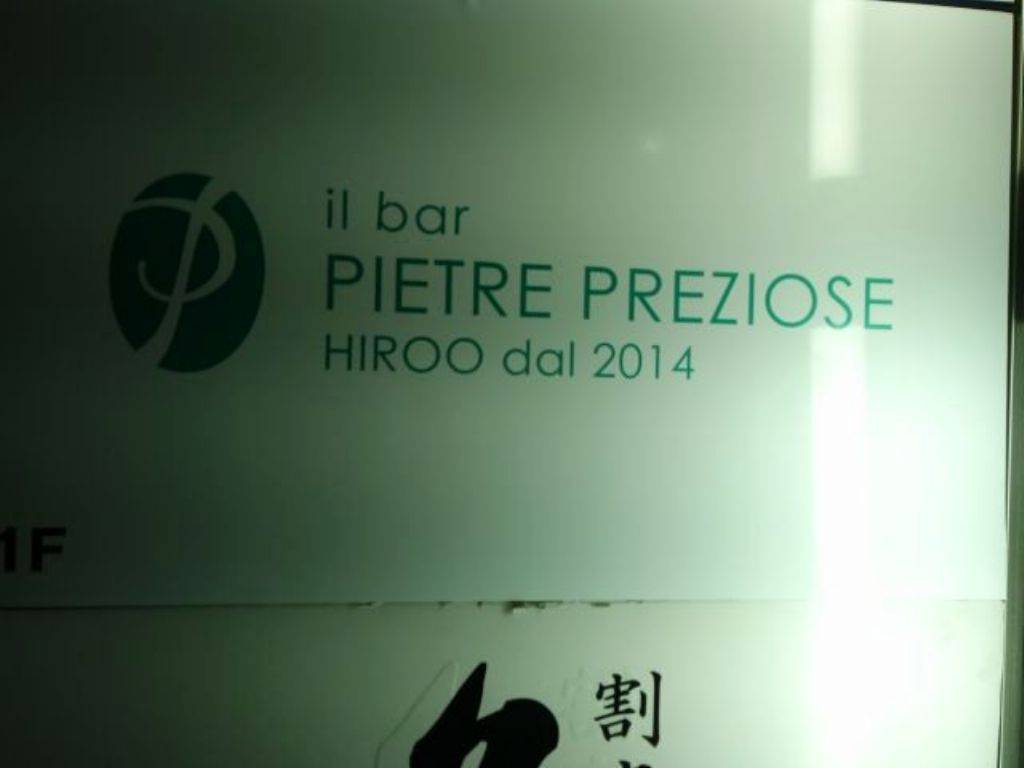 il bar
PIETRE PREZIOSE
HIROO dal 2014
1F
割